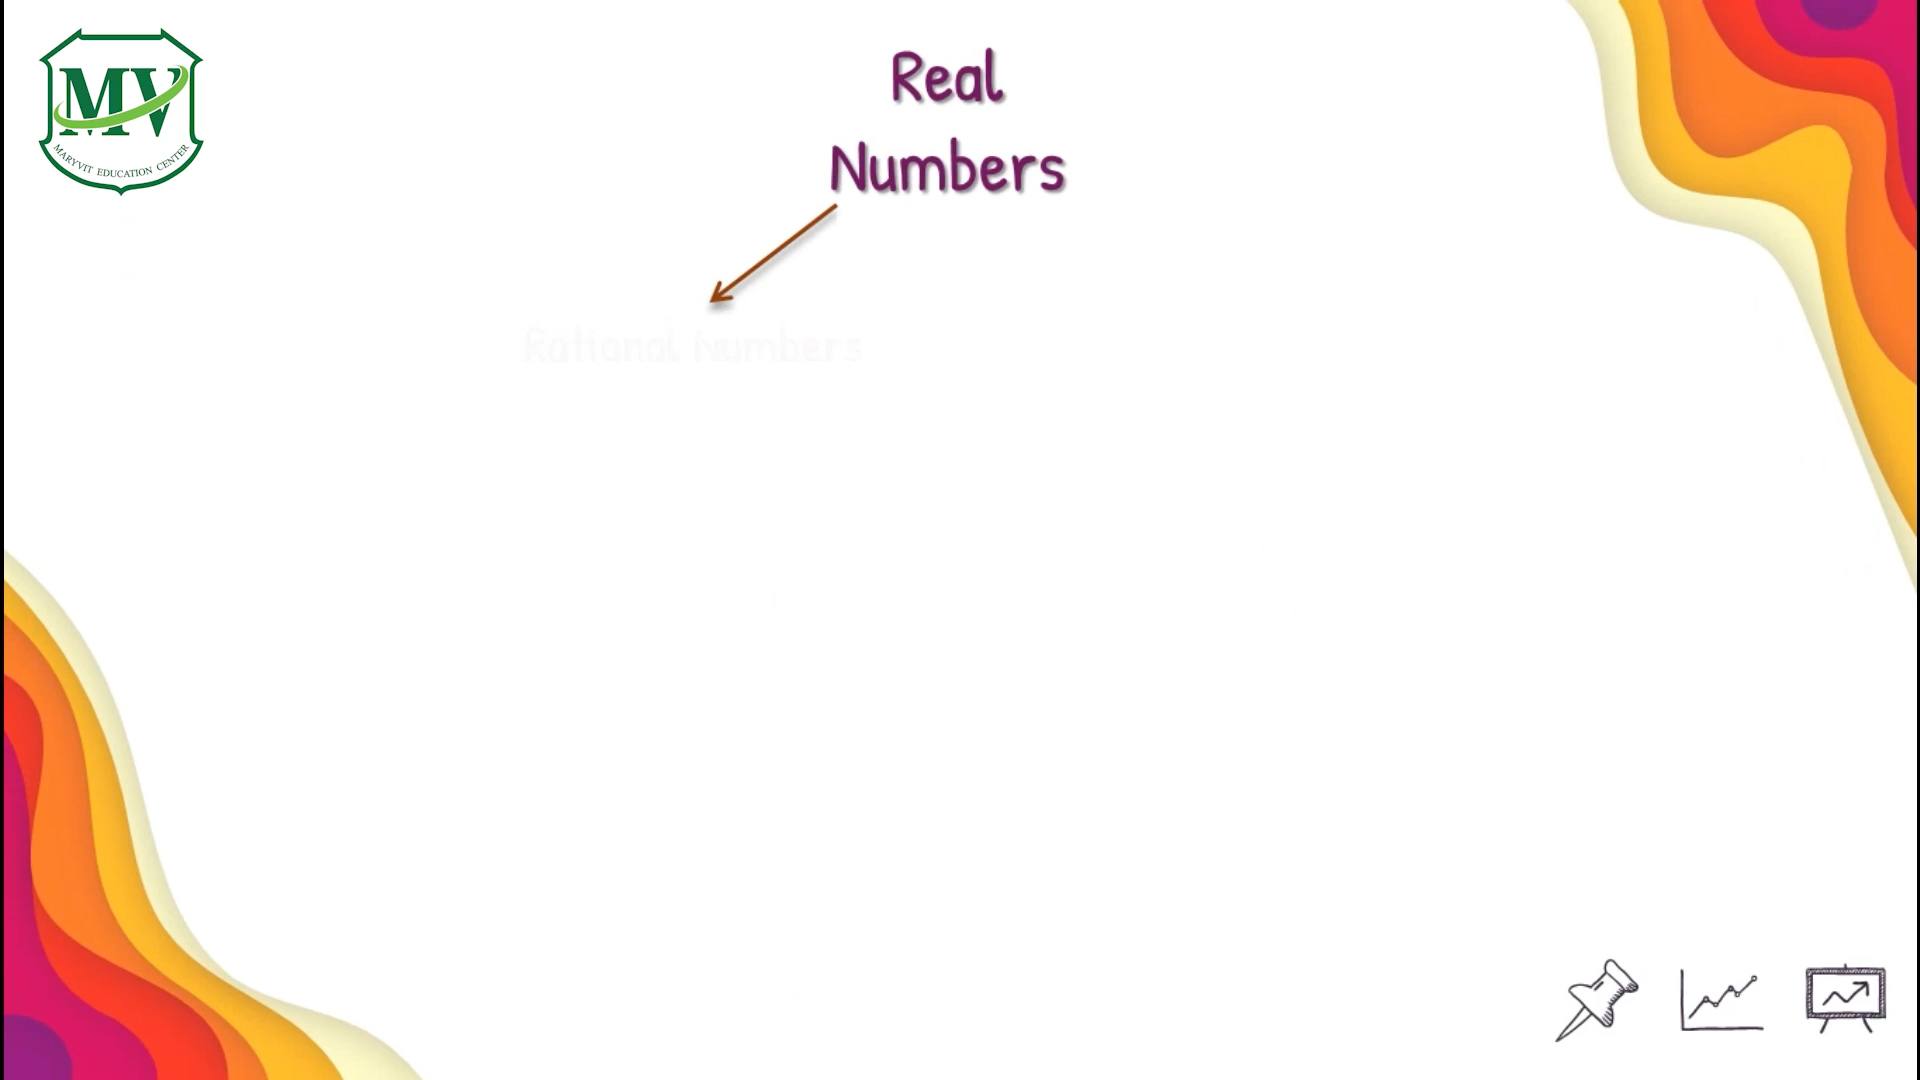 MV
MARYVIT EDUCATION CENTER
Real
Numbers
Rational Numbers